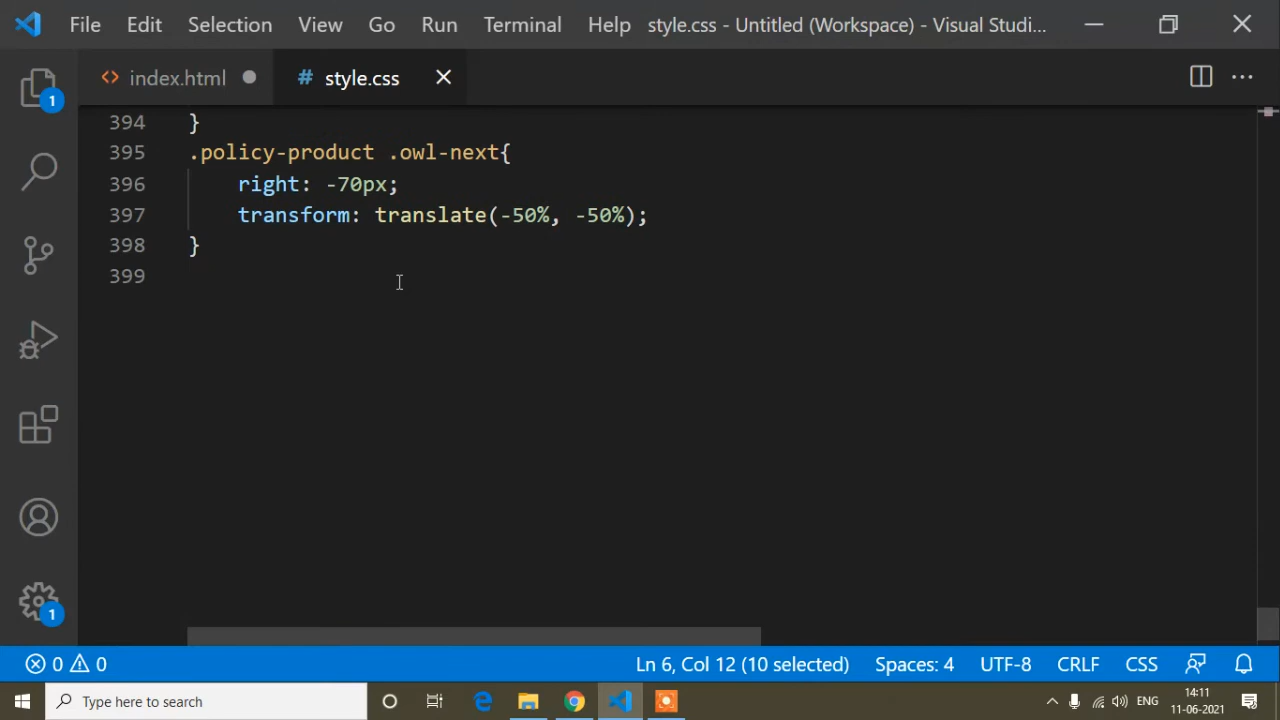 File Edit Selection View Go Run Terminal Help style.css - Untitled (Workspace) - Visual Studi...
index.html # style.css
1
394 }
395 .policy-product .owl-next{
396 right: -70px;
397 transform: translate(-50%, -50%);
398 }
399
1
0 0 Ln 6, Col 12 (10 selected) Spaces: 4 UTF-8 CRLF CSS
Type here to search ENG 14:11
11-06-2021